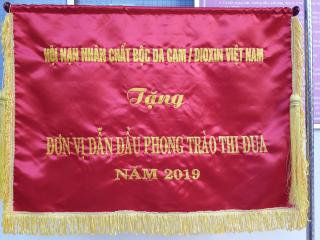 HỘI NẠN NHÂN CHẤT ĐỘC DA CAM / DIOXIN VIỆT NAM
Tặng
ĐƠN VỊ DẪN ĐẦU PHONG TRÀO THI ĐUA
NĂM 2019